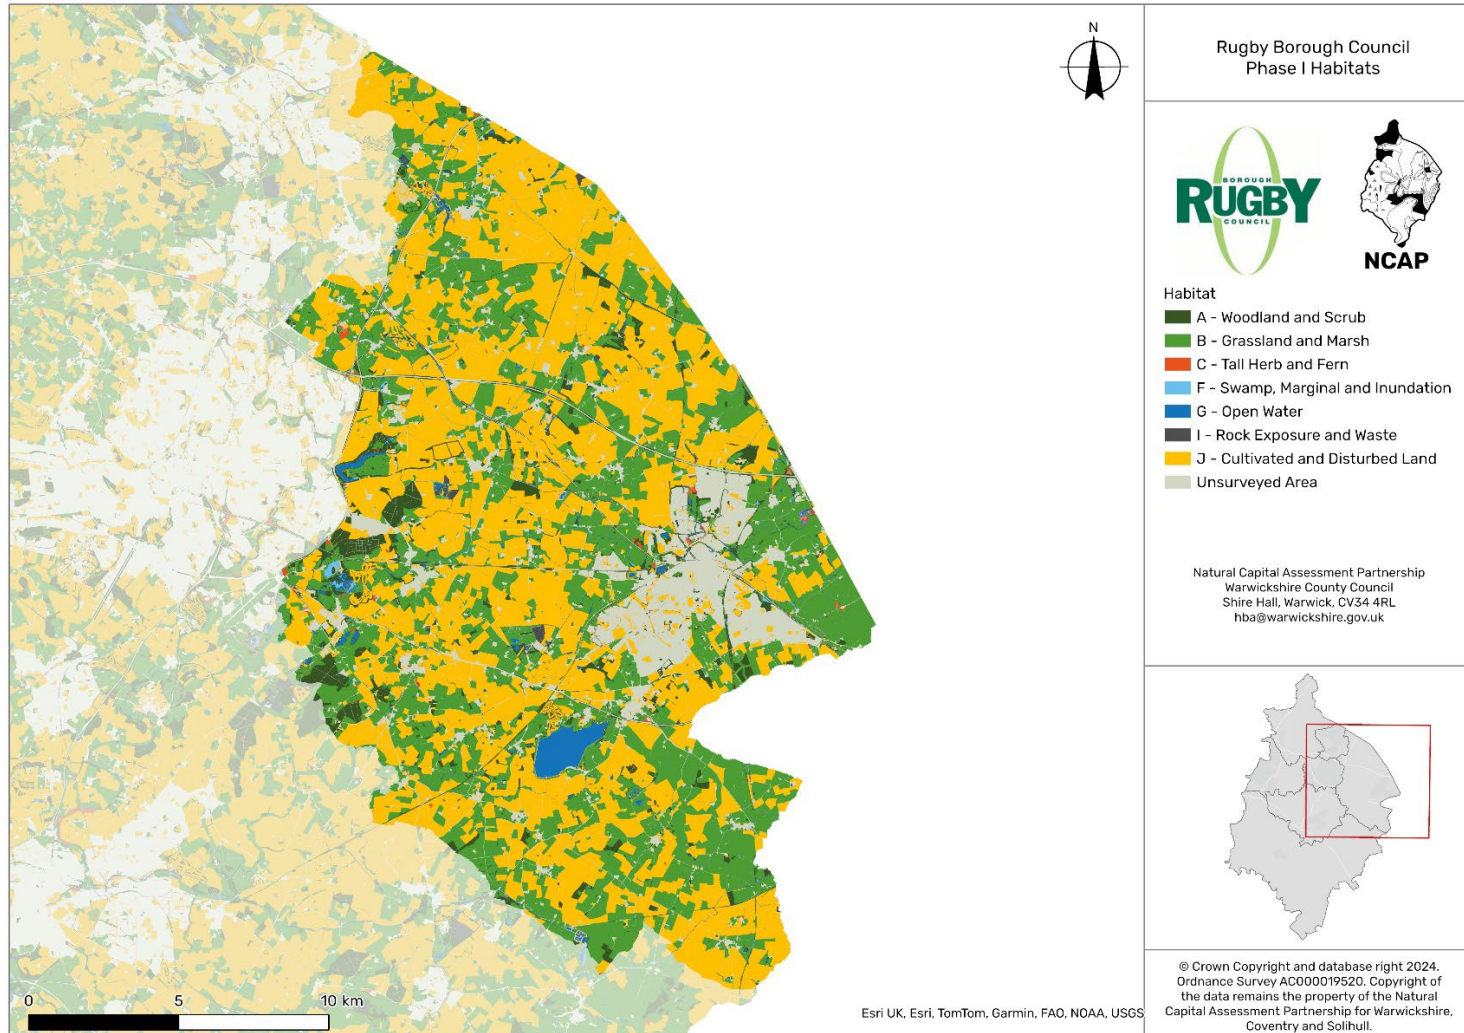 N
Rugby Borough Council
Phase I Habitats
BOROUGH
RUGBY
COUNCIL
NCAP
Habitat
A - Woodland and Scrub
B - Grassland and Marsh
C - Tall Herb and Fern
F - Swamp, Marginal and Inundation
G - Open Water
I - Rock Exposure and Waste
J - Cultivated and Disturbed Land
Unsurveyed Area
Natural Capital Assessment Partnership
Warwickshire County Council
Shire Hall, Warwick, CV34 4RL
hba@warwickshire.gov.uk
© Crown Copyright and database right 2024.
Ordnance Survey AC000019520. Copyright of
the data remains the property of the Natural
Capital Assessment Partnership for Warwickshire,
Coventry and Solihull.
0 5 10 km
Esri UK, Esri, TomTom, Garmin, FAO, NOAA, USGS